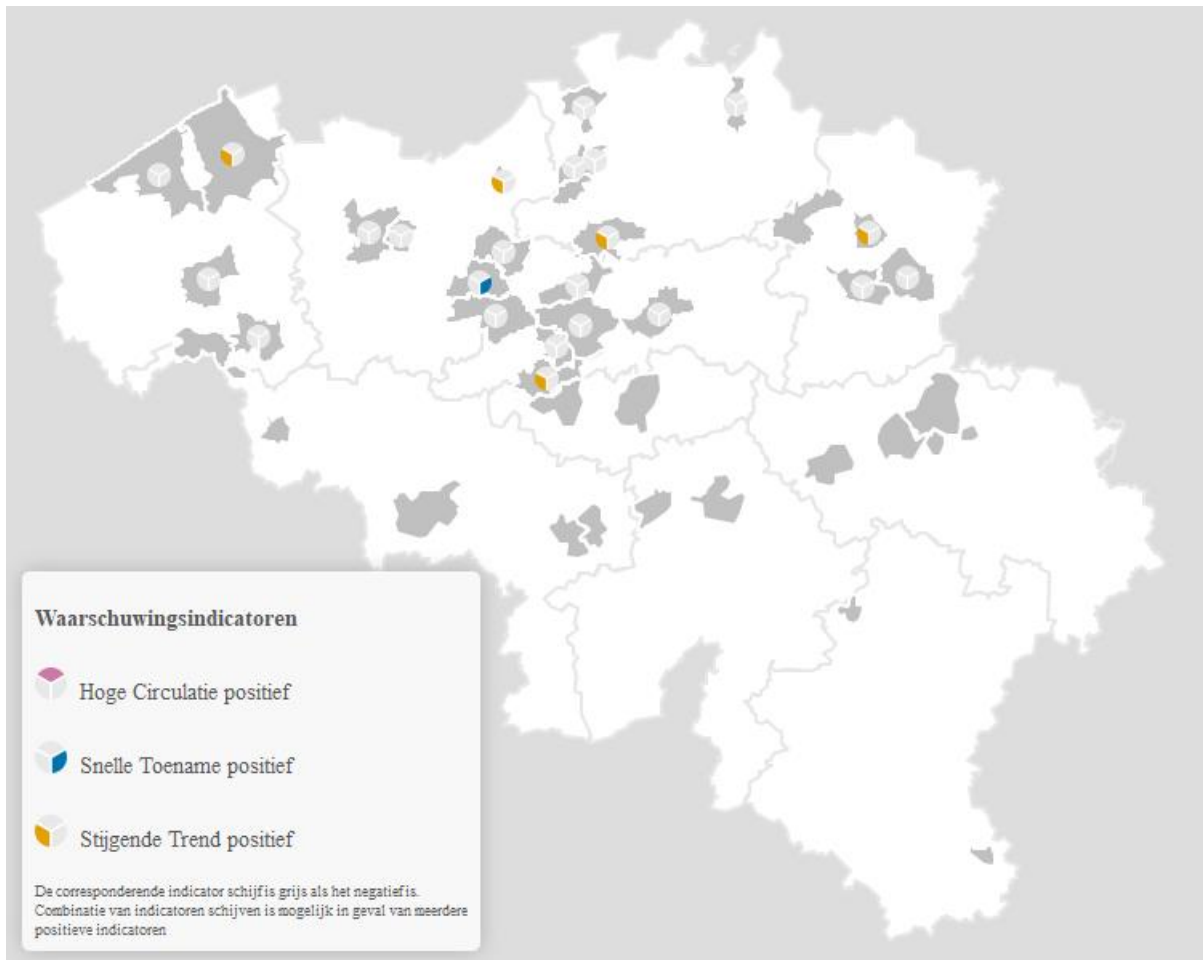 Waarschuwingsindicatoren
Hoge Circulatie positief
Snelle Toename positief
Stijgende Trend positief
De corresponderende indicator schijf is grijs als het negatief is.
Combinatie van indicatoren schijven is mogelijk in geval van meerdere
positieve indicatoren